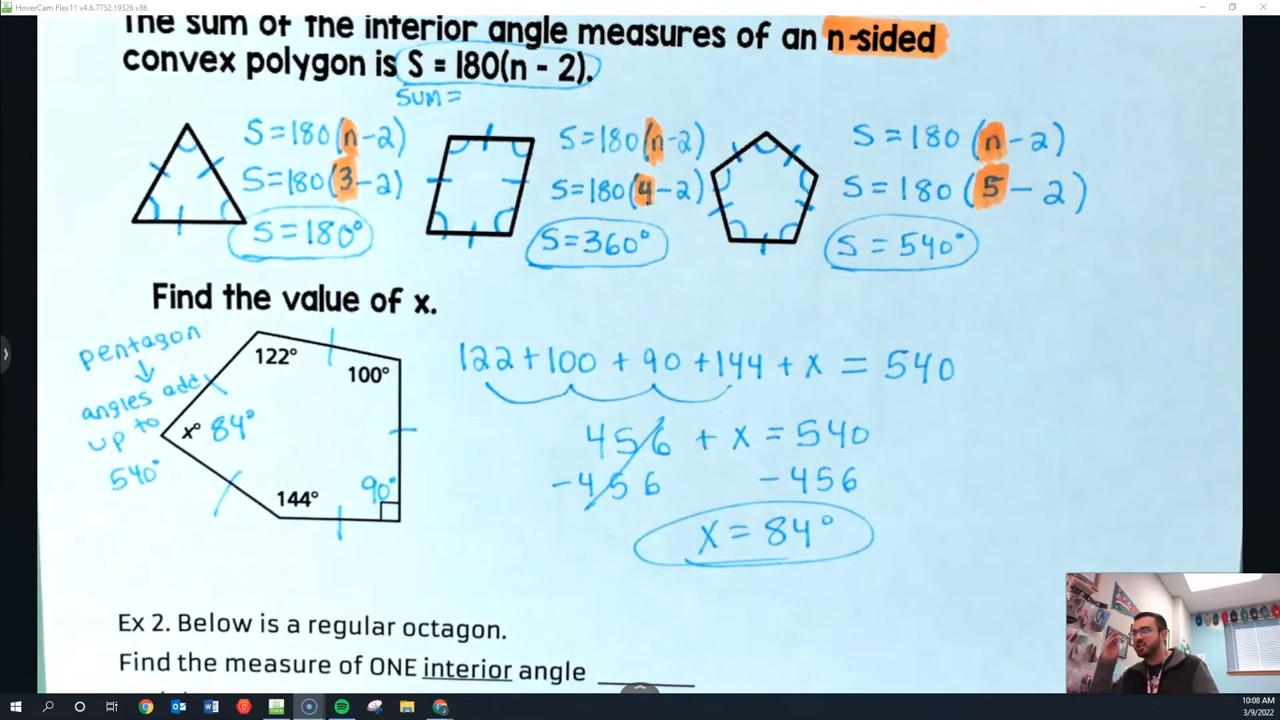 HoverCam Flex11 v4.6.7752.19326 x86
The sum of the interior angle measures of an n-sided
convex polygon is S = 180(n - 2).
SUM =
S=180(n-2)
S=180(3-2)
S=180°
S=180(n-2)
S=180(4-2)
S=360°
S=180(n-2)
S=180(5-2)
S=540°
Find the value of x.
pentagon
↓
angles add
up to
540°
122°
100°
x° 84°
144°
90°
122+100+90+144+x=540
456+x=540
-456 -456
x=84°
Ex 2. Below is a regular octagon.
Find the measure of ONE interior angle ________
10:08 AM
3/9/2022